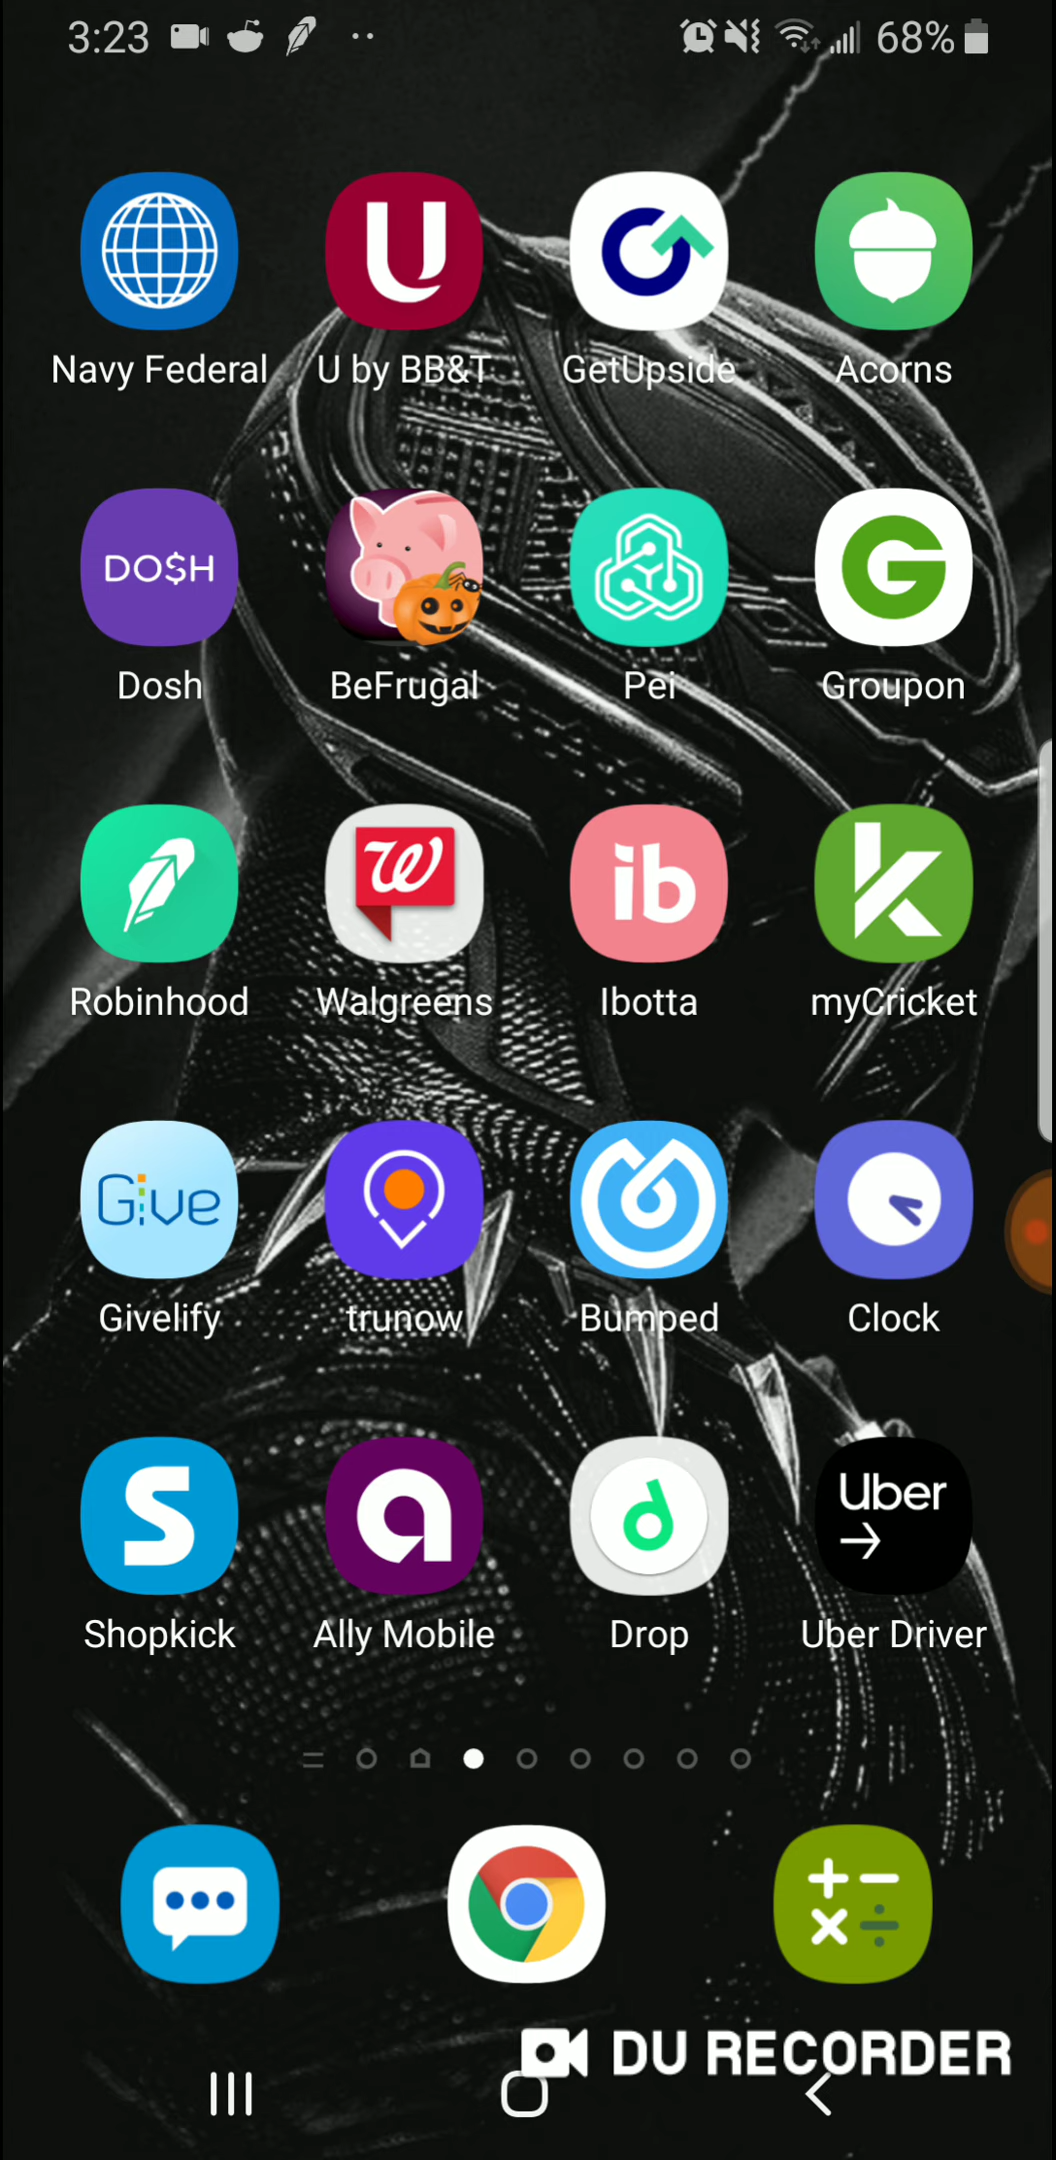 3:23 68%
Navy Federal U by BB&T GetUpside Acorns
DO$H
Dosh BeFrugal Pei Groupon
ib
Robinhood Walgreens Ibotta myCricket
Give
Givelify trunow Bumped Clock
Uber
Shopkick Ally Mobile Drop Uber Driver
DU RECORDER